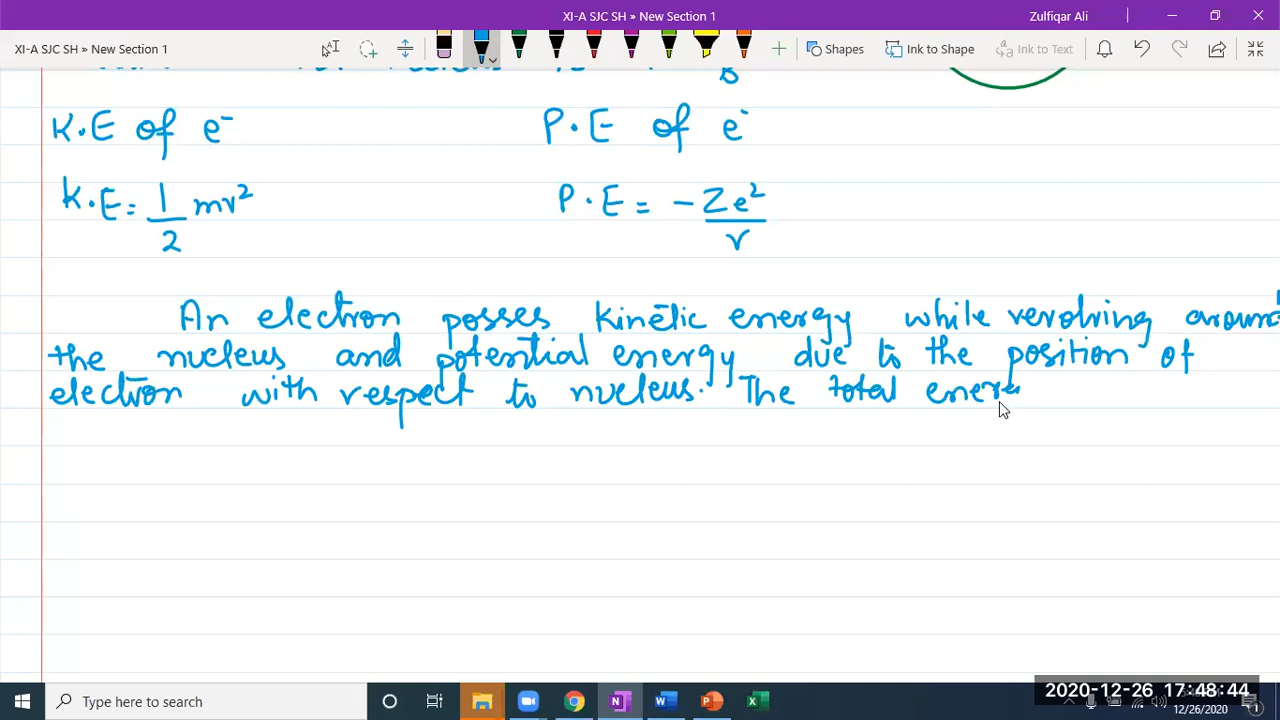 XI-A SJC SH » New Section 1
Zulfiqar Ali
XI-A SJC SH » New Section 1
Shapes
Ink to Shape
Ink to Text
K.E of e⁻
P.E of e⁻
K.E = 1/2 mv²
P.E = - Ze²/r
An electron posses kinetic energy while revolving around
the nucleus and potential energy due to the position of
electron with respect to nucleus. The total ener
Type here to search
2020-12-26 17:48:44
12/26/2020